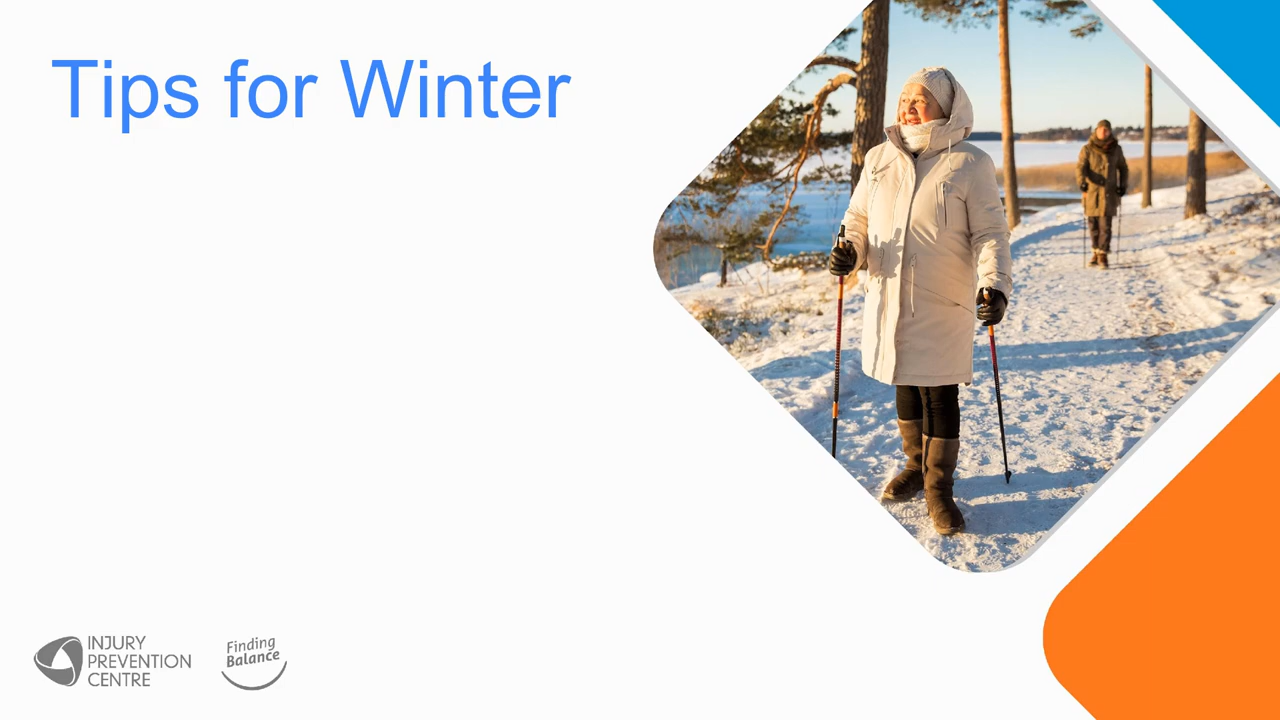 Tips for Winter
INJURY
PREVENTION
CENTRE
Finding
Balance